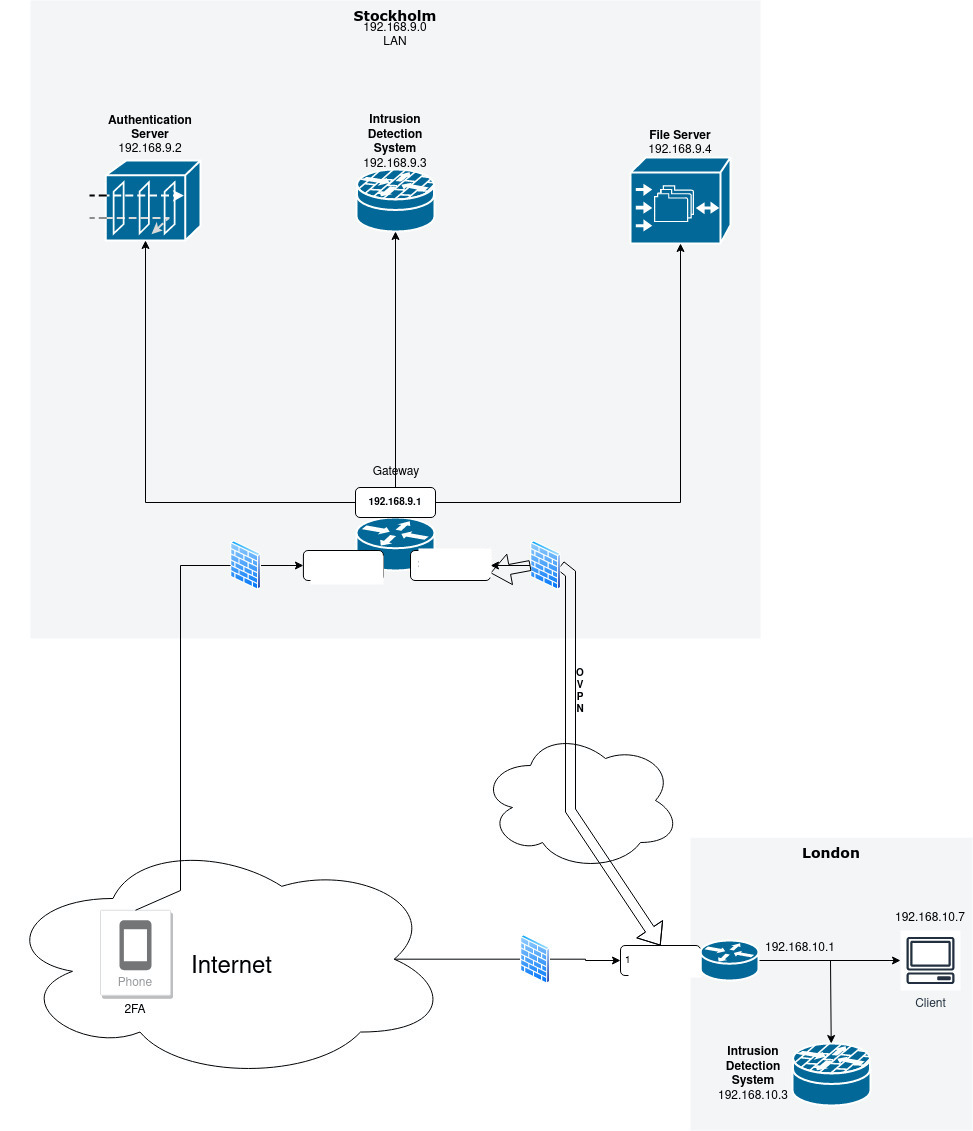 Stockholm
192.168.9.0
LAN
Authentication
Server
192.168.9.2
Intrusion
Detection
System
192.168.9.3
File Server
192.168.9.4
Gateway
192.168.9.1
O
V
P
N
London
192.168.10.7
192.168.10.1
1
Client
Internet
Phone
2FA
Intrusion
Detection
System
192.168.10.3